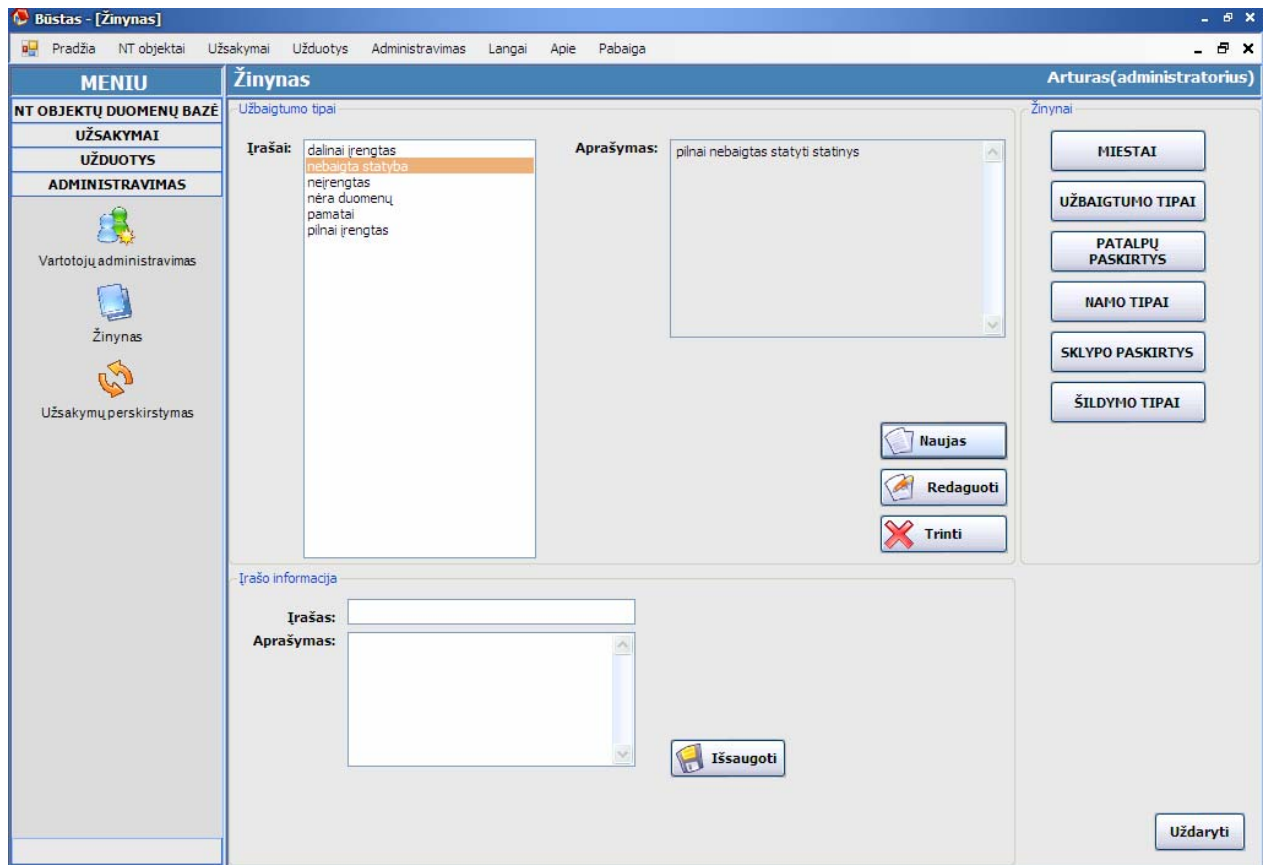 Būstas - [Žinynas]
Pradžia NT objektai Užsakymai Užduotys Administravimas Langai Apie Pabaiga
MENIU
NT OBJEKTŲ DUOMENŲ BAZĖ
UŽSAKYMAI
UŽDUOTYS
ADMINISTRAVIMAS
Vartotojų administravimas
Žinynas
Užsakymų perskirstymas
Žinynas
Arturas(administratorius)
Užbaigtumo tipai
Įrašai:
dalinai įrengtas
nebaigta statyba
neįrengtas
nėra duomenų
pamatai
pilnai įrengtas
Aprašymas:
pilnai nebaigtas statyti statinys
Naujas
Redaguoti
Trinti
Žinynai
MIESTAI
UŽBAIGTUMO TIPAI
PATALPŲ
PASKIRTYS
NAMO TIPAI
SKLYPO PASKIRTYS
ŠILDYMO TIPAI
Įrašo informacija
Įrašas:
Aprašymas:
Išsaugoti
Uždaryti